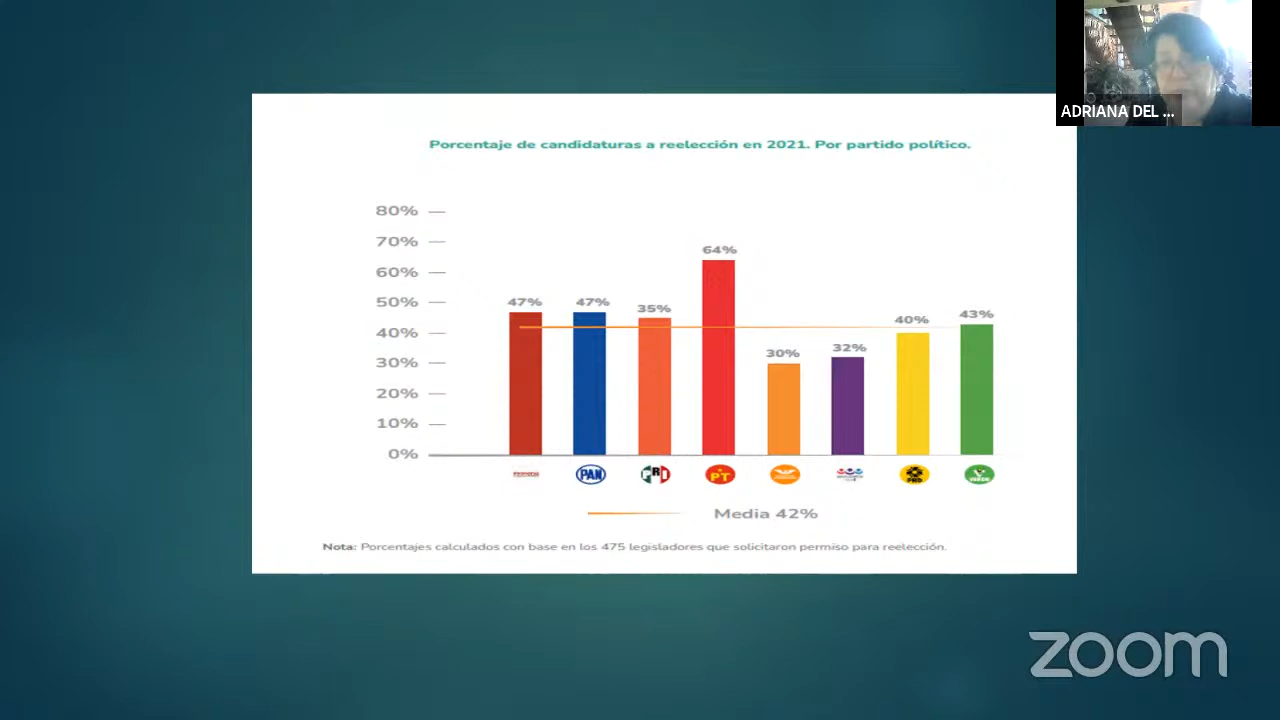 ADRIANA DEL ...
Porcentaje de candidaturas a reelección en 2021. Por partido político.
80%
70%
60%
50%
40%
30%
20%
10%
0%
47%
47%
35%
64%
30%
32%
40%
43%
morena
PAN
PRI
PT
PRD
VERDE
Media 42%
Nota: Porcentajes calculados con base en los 475 legisladores que solicitaron permiso para reelección.
zoom